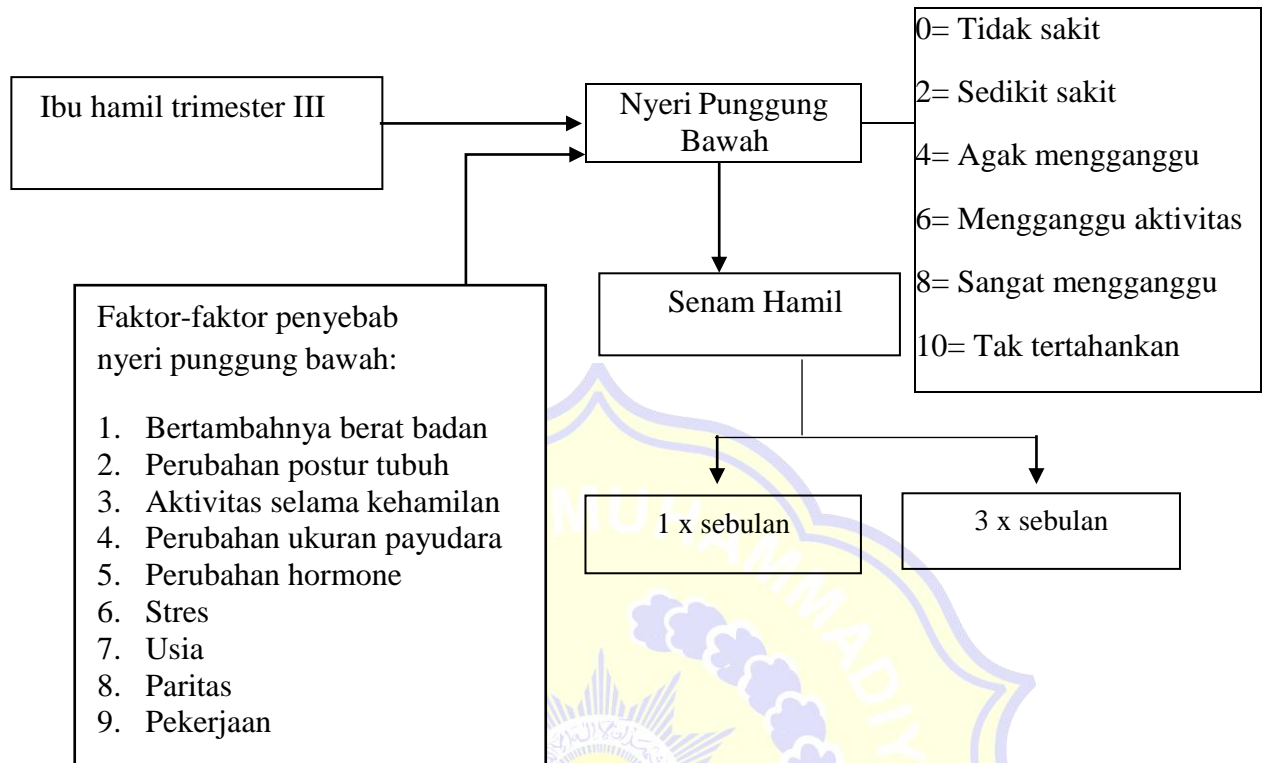 Ibu hamil trimester III
Nyeri Punggung
Bawah
0= Tidak sakit
2= Sedikit sakit
4= Agak mengganggu
6= Mengganggu aktivitas
8= Sangat mengganggu
10= Tak tertahankan
Senam Hamil
Faktor-faktor penyebab
nyeri punggung bawah:
1. Bertambahnya berat badan
2. Perubahan postur tubuh
3. Aktivitas selama kehamilan
4. Perubahan ukuran payudara
5. Perubahan hormone
6. Stres
7. Usia
8. Paritas
9. Pekerjaan
1 x sebulan
3 x sebulan
MUHAMMADIY